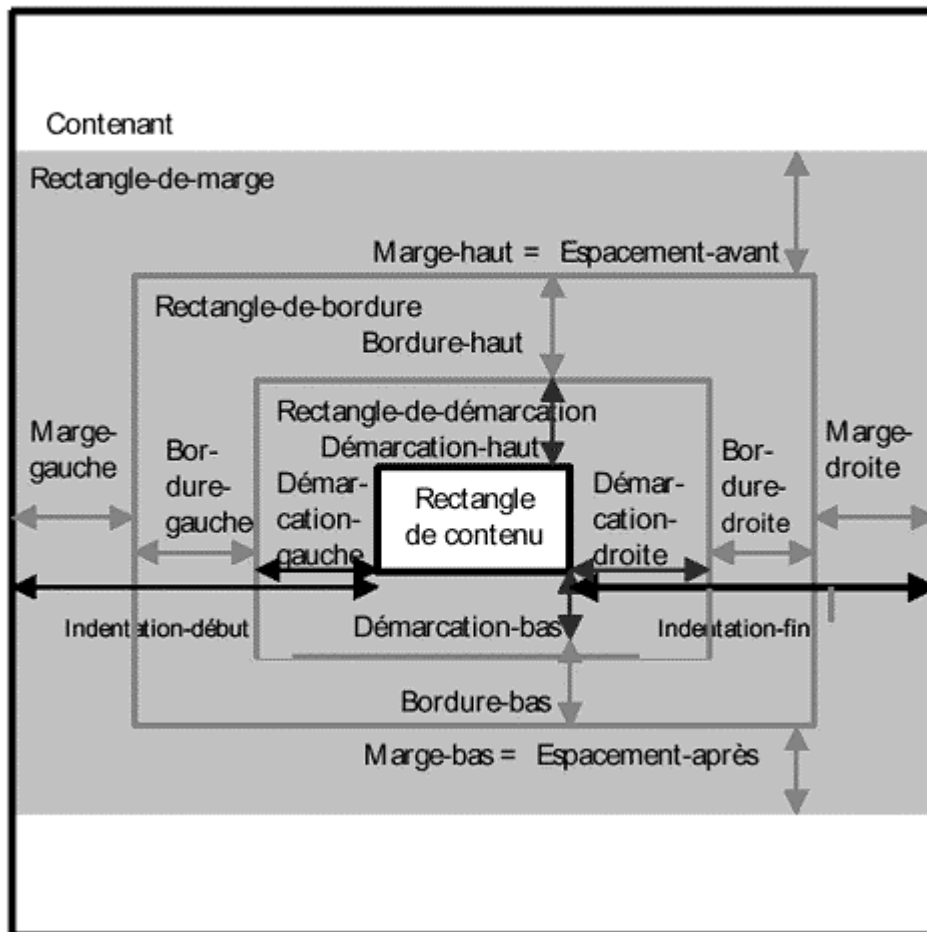 Contenant
Rectangle-de-marge
Marge-haut = Espacement-avant
Rectangle-de-bordure
Bordure-haut
Rectangle-de-démarcation
Démarcation-haut
Marge-
gauche
Bor-
dure-
gauche
Démar-
cation-
gauche
Rectangle
de contenu
Démar-
cation-
droite
Bor-
dure-
droite
Marge-
droite
Indentation-début
Démarcation-bas
Indentation-fin
Bordure-bas
Marge-bas = Espacement-après